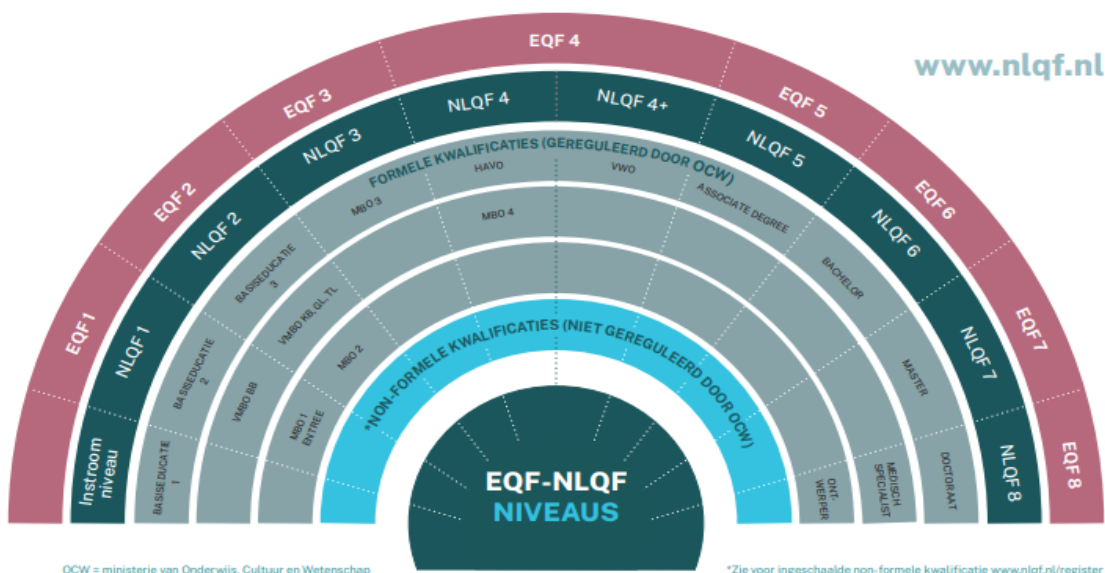 www.nlqf.nl
EQF 1
EQF 2
EQF 3
EQF 4
EQF 5
EQF 6
EQF 7
EQF 8
Instroom
niveau
NLQF 1
NLQF 2
NLQF 3
NLQF 4
NLQF 4+
NLQF 5
NLQF 6
NLQF 7
NLQF 8
FORMELE KWALIFICATIES (GEREGULEERD DOOR OCW)
BASISEDUCATIE
1
BASISEDUCATIE
2
BASISEDUCATIE
3
MBO 3
HAVO
VWO
ASSOCIATE DEGREE
BACHELOR
MASTER
DOCTORAAT
VMBO BB
VMBO KB, GL, TL
MBO 4
MEDISCH
SPECIALIST
MBO 1
ENTREE
MBO 2
ONT-
WERPER
*NON-FORMELE KWALIFICATIES (NIET GEREGULEERD DOOR OCW)
EQF-NLQF
NIVEAUS
OCW = ministerie van Onderwijs, Cultuur en Wetenschap
*Zie voor ingeschaalde non-formele kwalificatie www.nlqf.nl/register